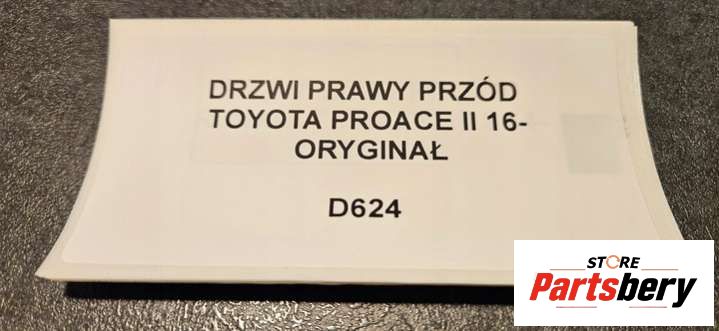 DRZWI PRAWY PRZÓD
TOYOTA PROACE II 16-
ORYGINAŁ
D624
STORE
Partsbery